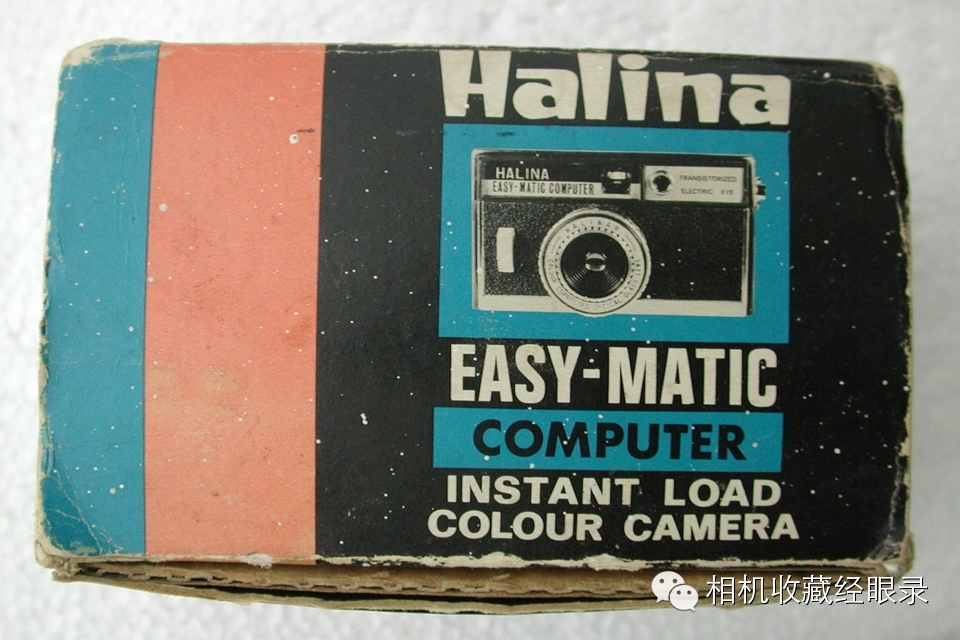 Halina
HALINA
EASY-MATIC COMPUTER
TRANSISTORIZED
ELECTRIC EYE
HALINAR
EASY-MATIC
COMPUTER
INSTANT LOAD
COLOUR CAMERA
相机收藏经眼录